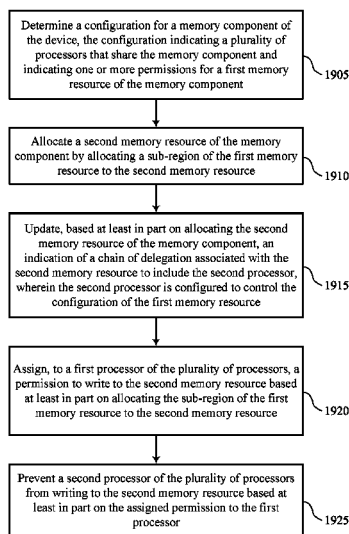 Determine a configuration for a memory component of
the device, the configuration indicating a plurality of
processors that share the memory component and
indicating one or more permissions for a first memory
resource of the memory component
1905
Allocate a second memory resource of the memory
component by allocating a sub-region of the first memory
resource to the second memory resource
1910
Update, based at least in part on allocating the second
memory resource of the memory component, an
indication of a chain of delegation associated with the
second memory resource to include the second processor,
wherein the second processor is configured to control the
configuration of the first memory resource
1915
Assign, to a first processor of the plurality of processors, a
permission to write to the second memory resource based
at least in part on allocating the sub-region of the first
memory resource to the second memory resource
1920
Prevent a second processor of the plurality of processors
from writing to the second memory resource based at
least in part on the assigned permission to the first
processor
1925